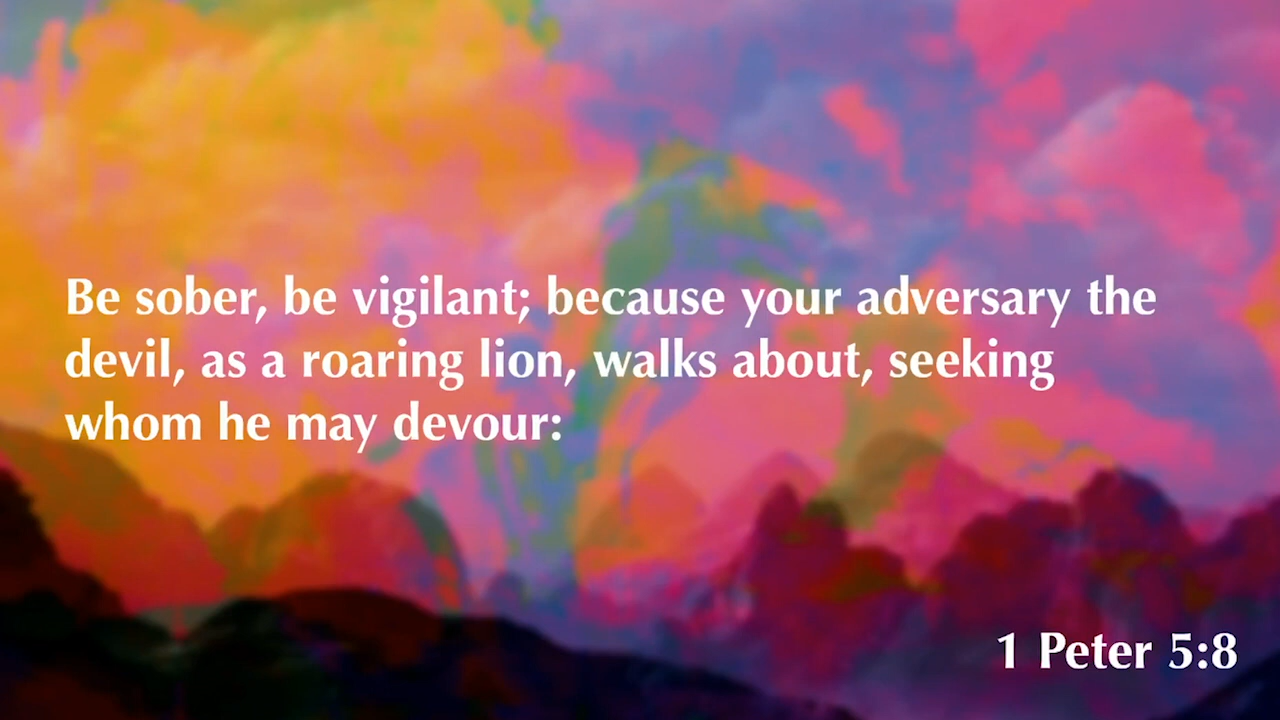 Be sober, be vigilant; because your adversary the
devil, as a roaring lion, walks about, seeking
whom he may devour:
1 Peter 5:8